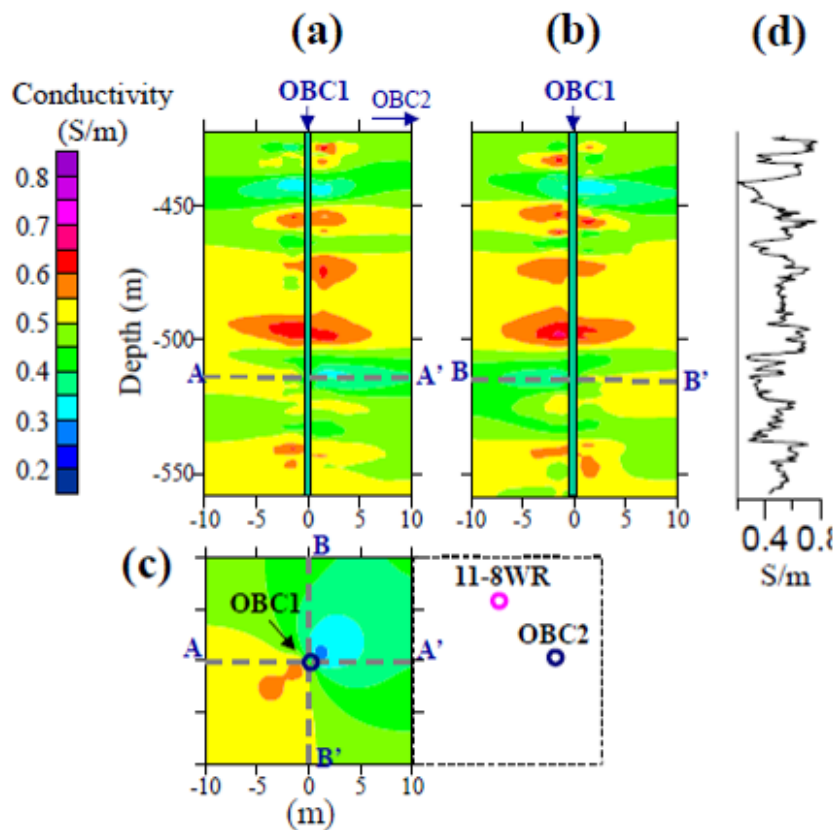 (a)
(b)
(d)
Conductivity
(S/m)
OBC1
OBC2
OBC1
0.8
0.7
0.6
0.5
0.4
0.3
0.2
Depth (m)
-450
-500
-550
A
A'
B
B'
-10 -5 0 5 10
-10 -5 0 5 10
0.4 0.8
S/m
(c)
B
OBC1
A
A'
B'
11-8WR
OBC2
-10 -5 0 5 10
(m)